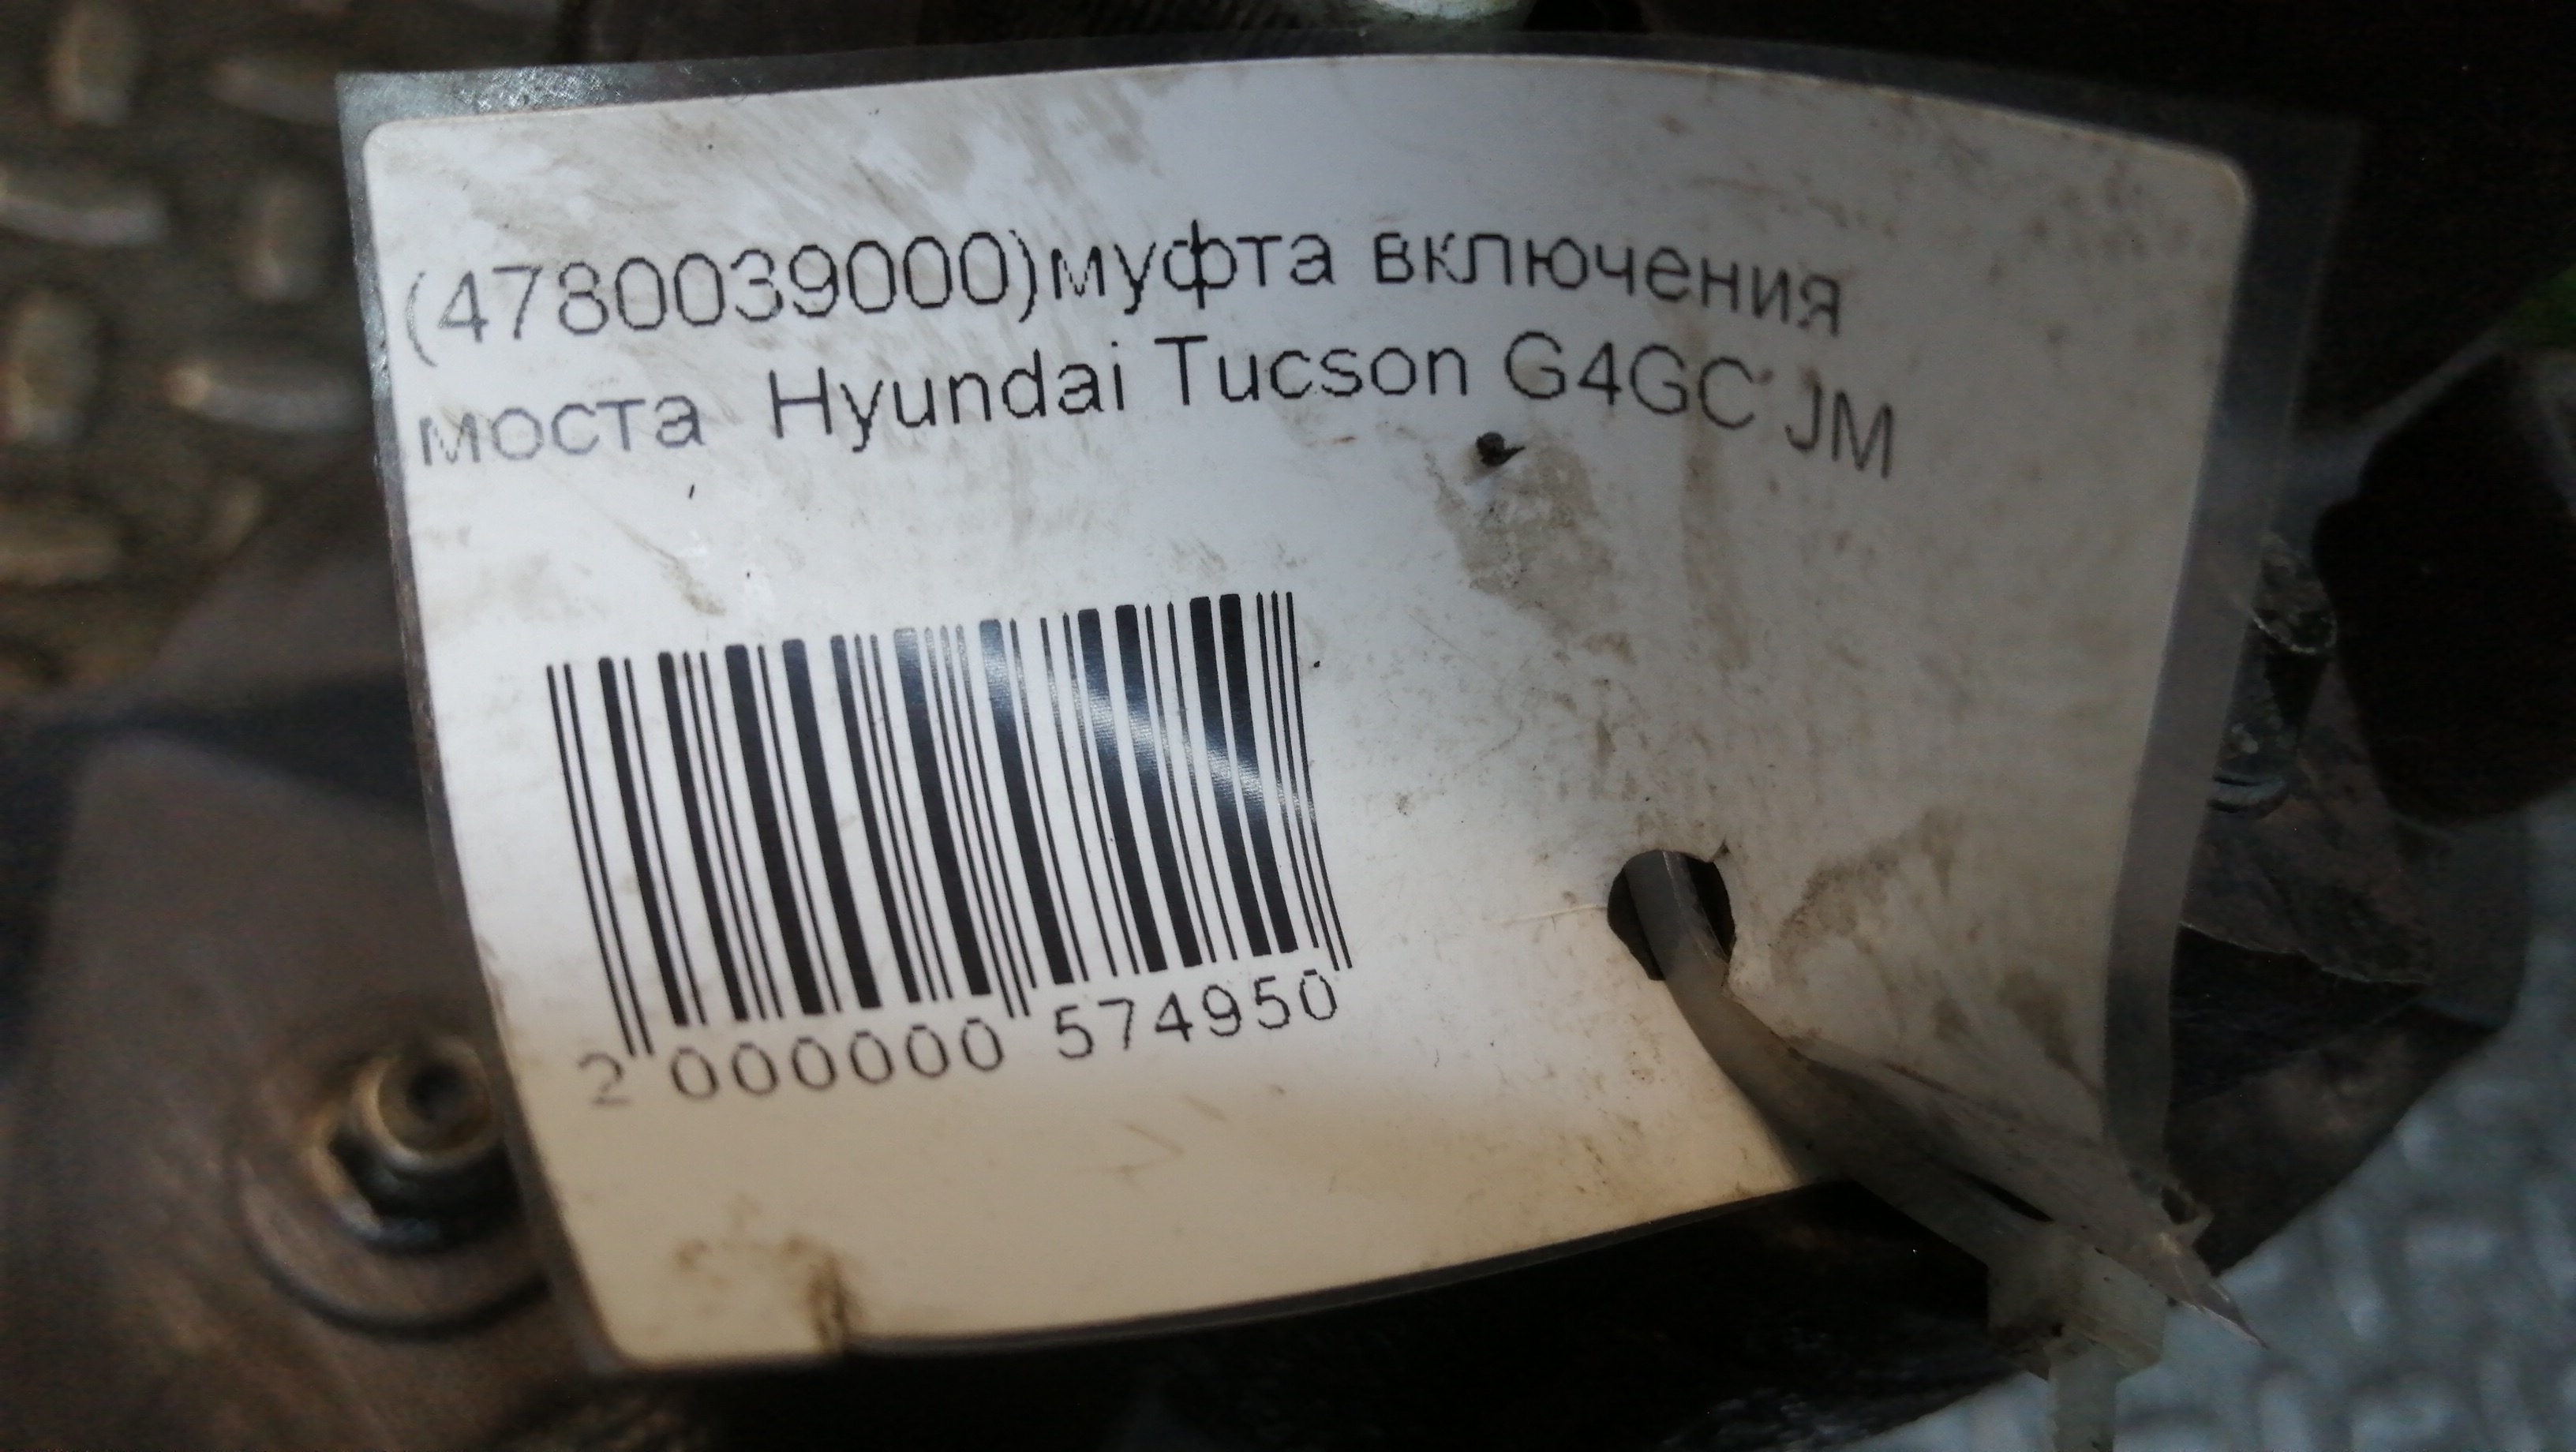 (4780039000)муфта включения
моста Hyundai Tucson G4GC JM
2 000000 574950